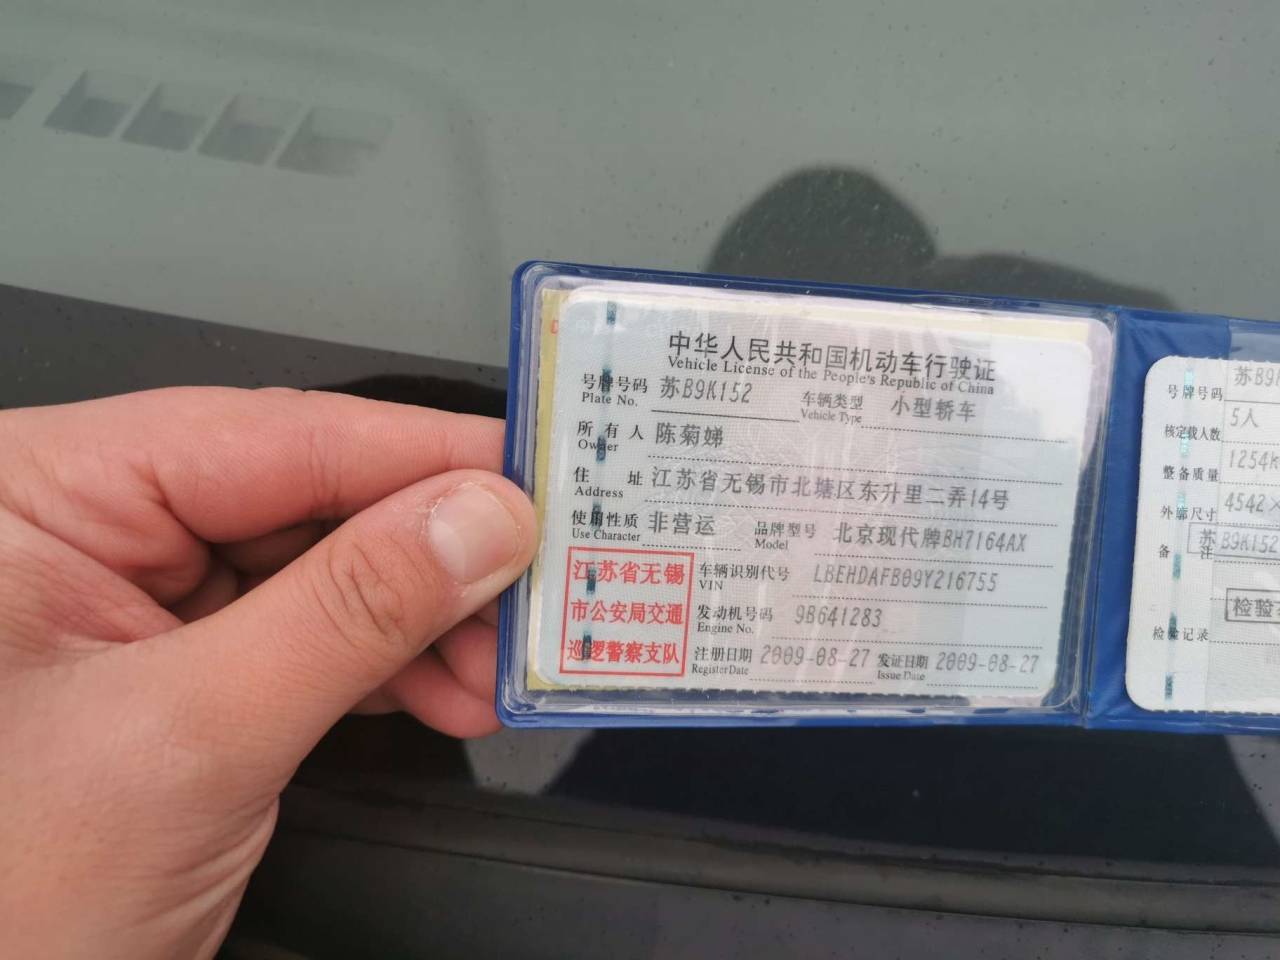 中华人民共和国机动车行驶证
Vehicle License of the People's Republic of China
号牌号码 苏B9K152 车辆类型 小型轿车
Plate No. Vehicle Type
所有人 陈菊娣
Owner
住址 江苏省无锡市北塘区东升里二弄14号
Address
使用性质 非营运 品牌型号 北京现代牌BH7164AX
Use Character Model
江苏省无锡
市公安局交通
巡逻警察支队
车辆识别代号 LBEHDAFB09Y216755
VIN
发动机号码 9B641283
Engine No.
注册日期 2009-08-27 发证日期 2009-08-27
Register Date Issue Date
号牌号码 苏B9K
核定载人数 5人
整备质量 1254k
外廓尺寸 4542×
备注 苏B9K152
检验记录 检验